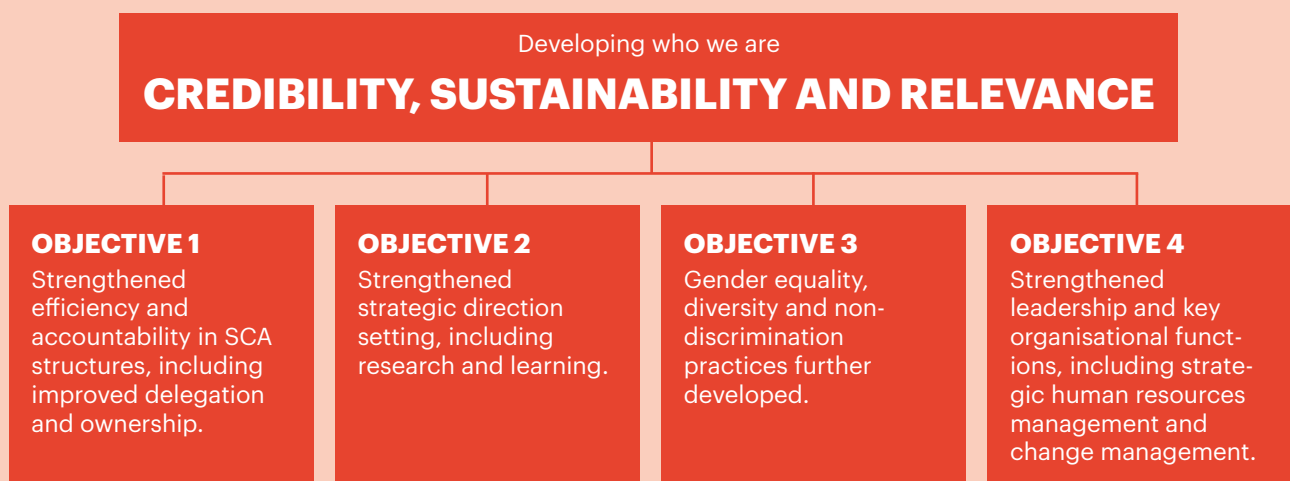 Developing who we are
CREDIBILITY, SUSTAINABILITY AND RELEVANCE
OBJECTIVE 1
Strengthened
efficiency and
accountability in SCA
structures, including
improved delegation
and ownership.
OBJECTIVE 2
Strengthened
strategic direction
setting, including
research and learning.
OBJECTIVE 3
Gender equality,
diversity and non-
discrimination
practices further
developed.
OBJECTIVE 4
Strengthened
leadership and key
organisational funct-
ions, including strate-
gic human resources
management and
change management.